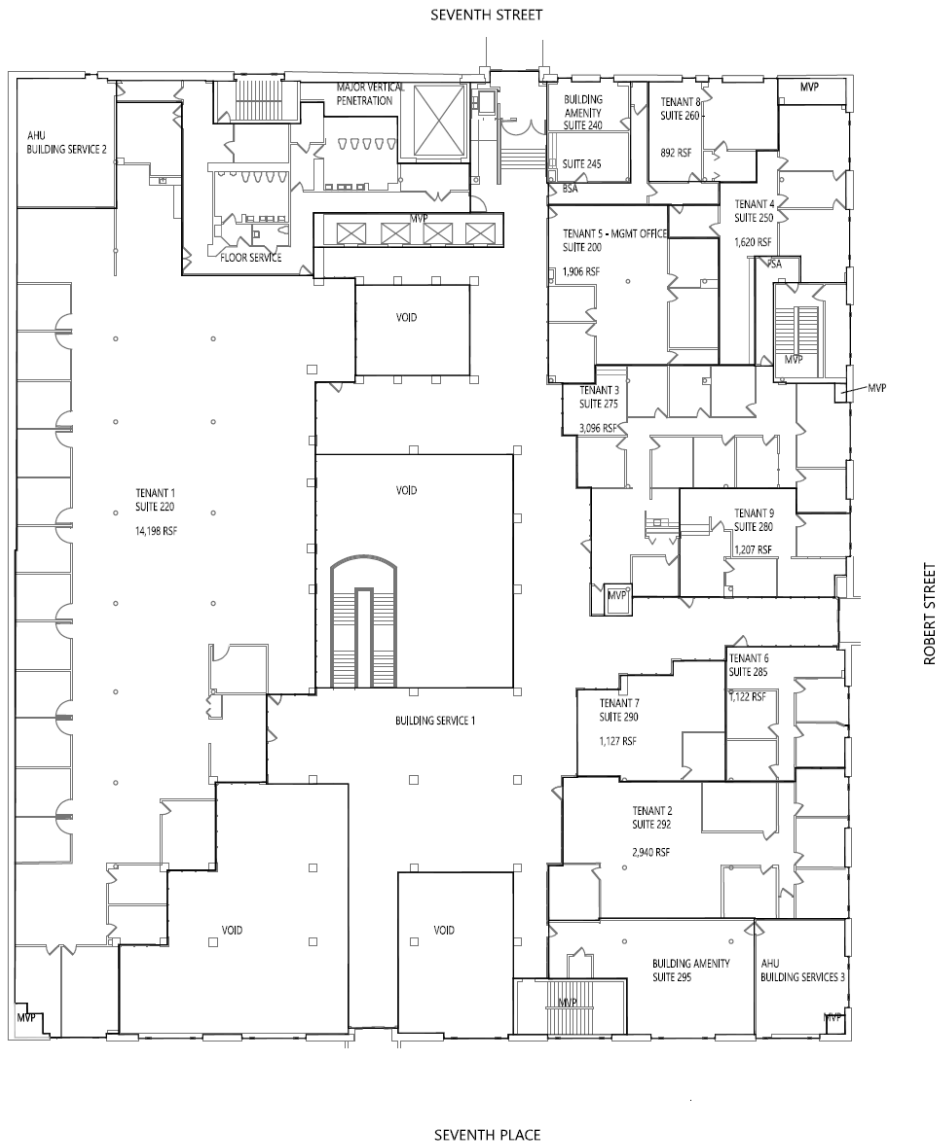 SEVENTH STREET
MAJOR VERTICAL
PENETRATION
MVP
BUILDING
AMENITY
SUITE 240
TENANT 8
SUITE 260
892 RSF
AHU
BUILDING SERVICE 2
SUITE 245
BSA
MVP
TENANT 4
SUITE 250
1,620 RSF
TENANT 5 - MGMT OFFICE
SUITE 200
1,906 RSF
FLOOR SERVICE
VOID
MVP
MVP
TENANT 3
SUITE 275
3,096 RSF
VOID
TENANT 1
SUITE 220
14,198 RSF
TENANT 9
SUITE 280
1,207 RSF
MVP
ROBERT STREET
TENANT 6
SUITE 285
1,122 RSF
TENANT 7
SUITE 290
1,127 RSF
BUILDING SERVICE 1
TENANT 2
SUITE 292
2,940 RSF
VOID
VOID
BUILDING AMENITY
SUITE 295
AHU
BUILDING SERVICES 3
MVP
MVP
MVP
SEVENTH PLACE